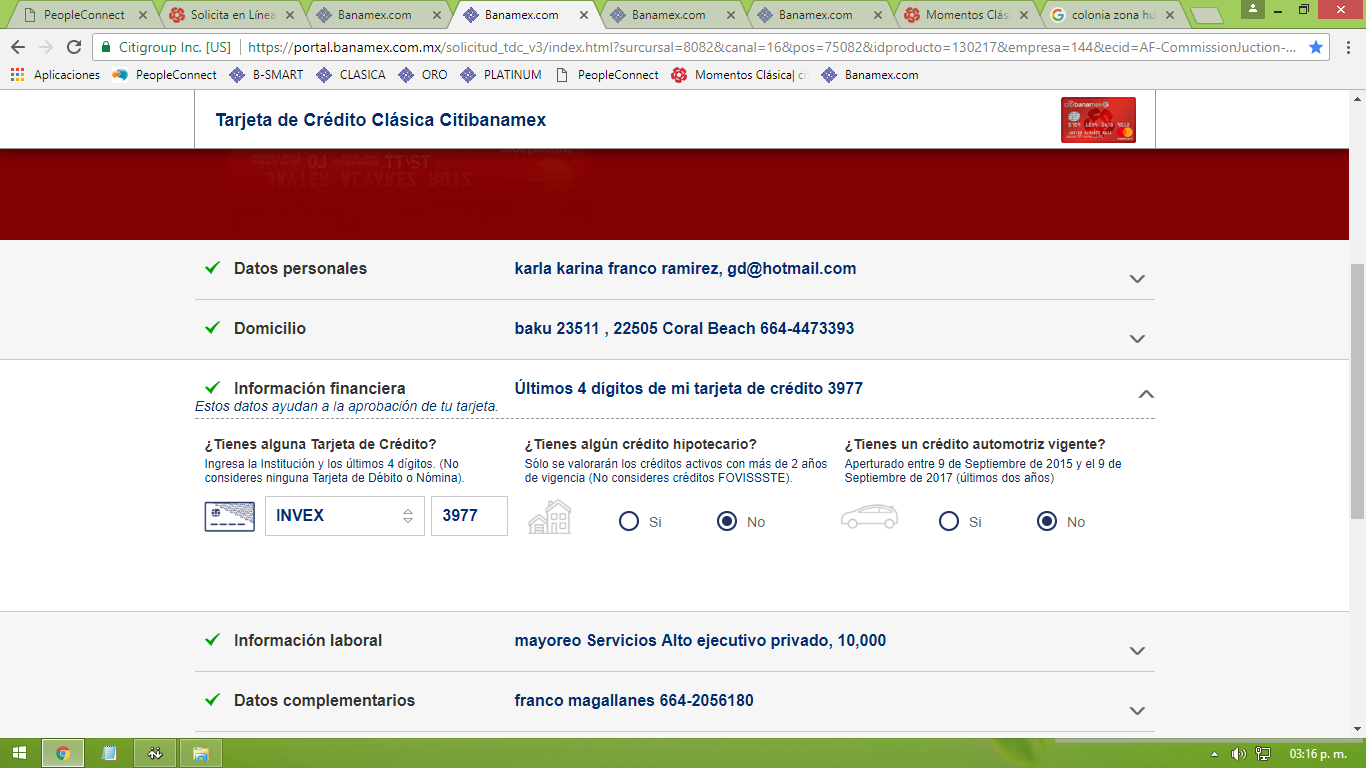 PeopleConnect
Solicita en Línea
Banamex.com
Banamex.com
Banamex.com
Banamex.com
Momentos Clás
colonia zona hu
Citigroup Inc. [US]
https://portal.banamex.com.mx/solicitud_tdc_v3/index.html?surcursal=8082&canal=16&pos=75082&idproducto=130217&empresa=144&ecid=AF-CommissionJuction-...
Aplicaciones
PeopleConnect
B-SMART
CLASICA
ORO
PLATINUM
PeopleConnect
Momentos Clásica| ci
Banamex.com
Tarjeta de Crédito Clásica Citibanamex
citibanamex
JAVIER ALVAREZ RUIZ
11/21
JAVIER ALVAREZ RUIZ
Datos personales
karla karina franco ramirez, gd@hotmail.com
Domicilio
baku 23511 , 22505 Coral Beach 664-4473393
Información financiera
Últimos 4 dígitos de mi tarjeta de crédito 3977
Estos datos ayudan a la aprobación de tu tarjeta.
¿Tienes alguna Tarjeta de Crédito?
Ingresa la Institución y los últimos 4 dígitos. (No
consideres ninguna Tarjeta de Débito o Nómina).
INVEX
3977
¿Tienes algún crédito hipotecario?
Sólo se valorarán los créditos activos con más de 2 años
de vigencia (No consideres créditos FOVISSSTE).
Si
No
¿Tienes un crédito automotriz vigente?
Aperturado entre 9 de Septiembre de 2015 y el 9 de
Septiembre de 2017 (últimos dos años)
Si
No
Información laboral
mayoreo Servicios Alto ejecutivo privado, 10,000
Datos complementarios
franco magallanes 664-2056180
03:16 p. m.